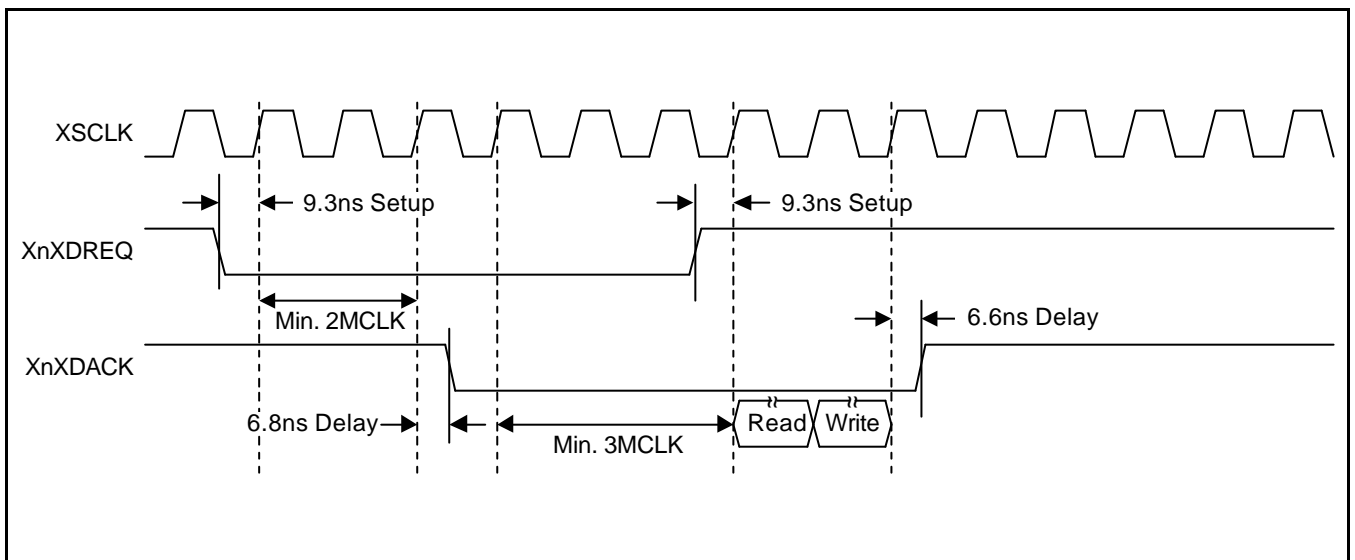 XSCLK
9.3ns Setup
9.3ns Setup
XnXDREQ
Min. 2MCLK
6.6ns Delay
XnXDACK
6.8ns Delay
Read
Write
Min. 3MCLK